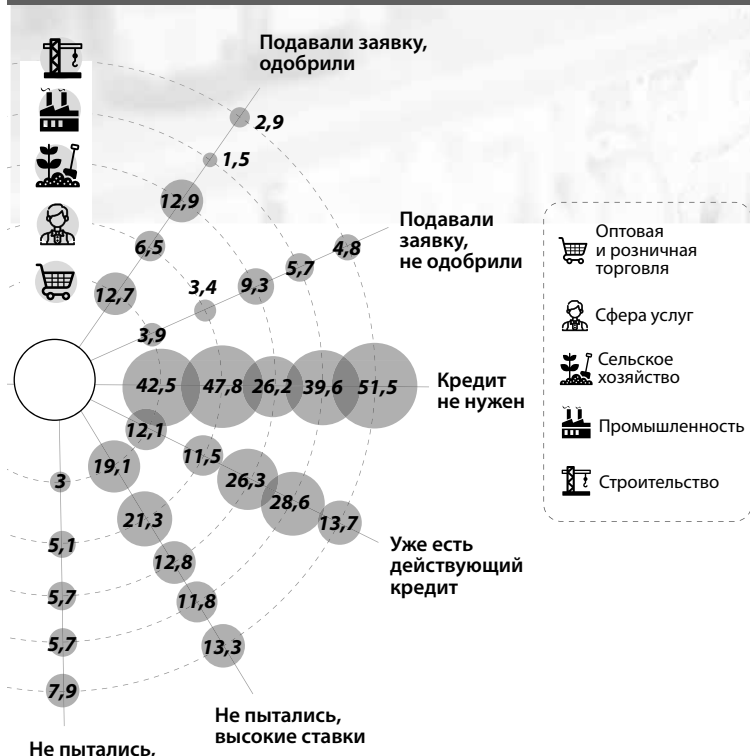 Подавали заявку,
одобрили
2,9
1,5
12,9
6,5
12,7
Подавали
заявку,
не одобрили
4,8
5,7
9,3
3,4
3,9
Кредит
не нужен
42,5
47,8
26,2
39,6
51,5
12,1
11,5
26,3
28,6
13,7
Уже есть
действующий
кредит
19,1
21,3
12,8
11,8
13,3
Не пытались,
высокие ставки
3
5,1
5,7
5,7
7,9
Не пытались,
Оптовая
и розничная
торговля
Сфера услуг
Сельское
хозяйство
Промышленность
Строительство